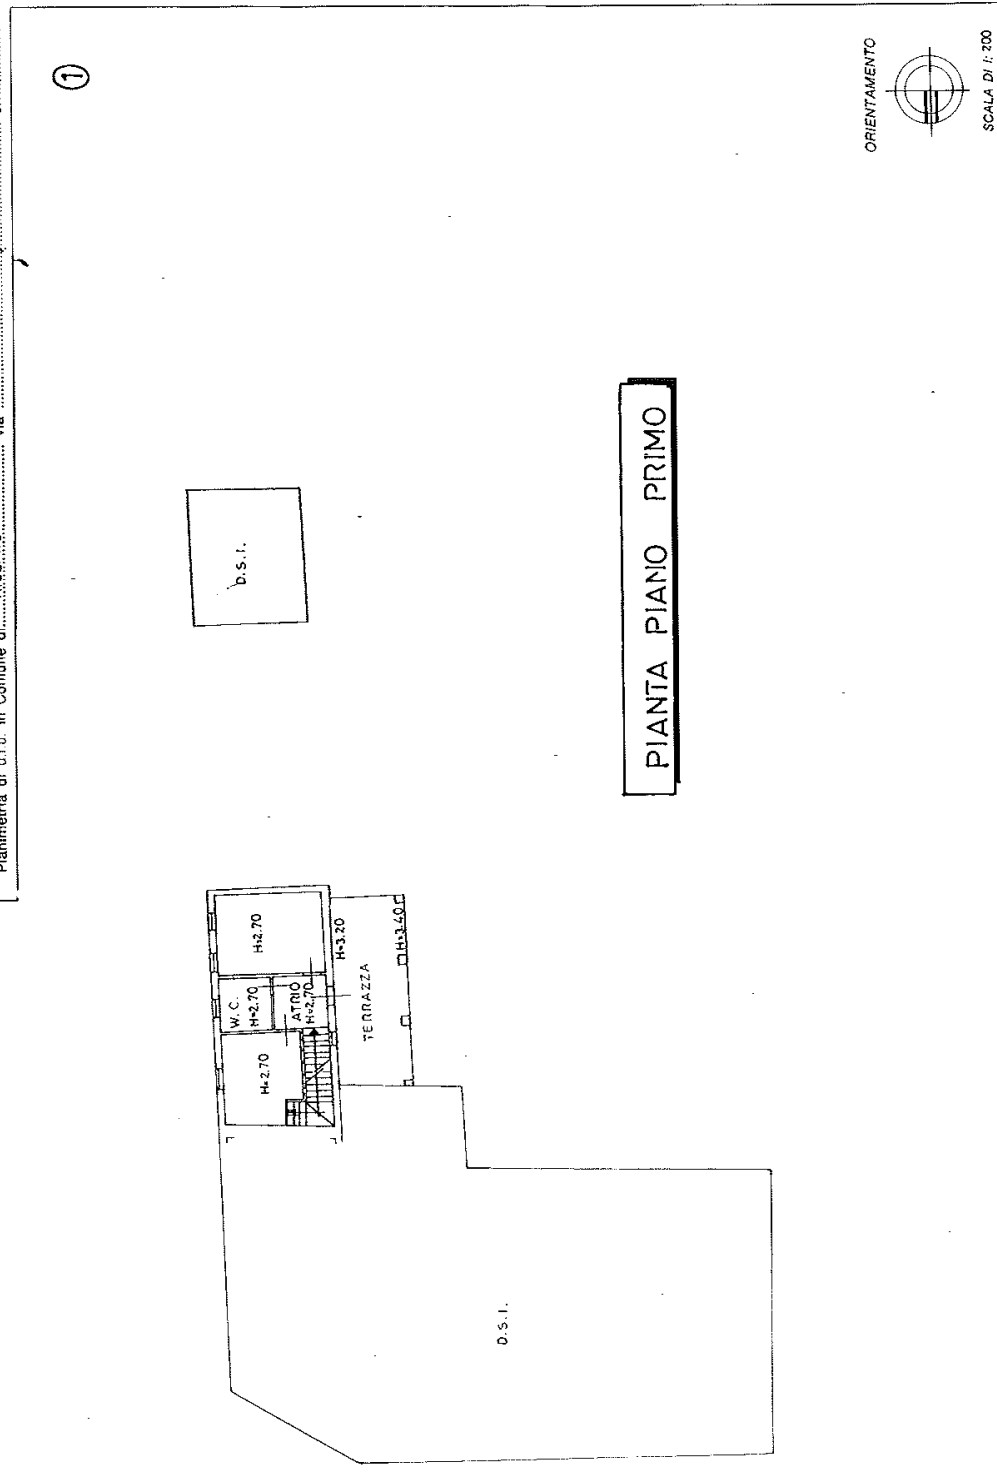 Planimetria di u.i.u. in Comune di
via
1
D.S.I.
H=2.70
W.C.
H=2.70
ATRIO
H=2.70
H=2.70
H=3.20
TERRAZZA
H=3.40
D.S.I.
PIANTA PIANO PRIMO
ORIENTAMENTO
SCALA DI 1:200